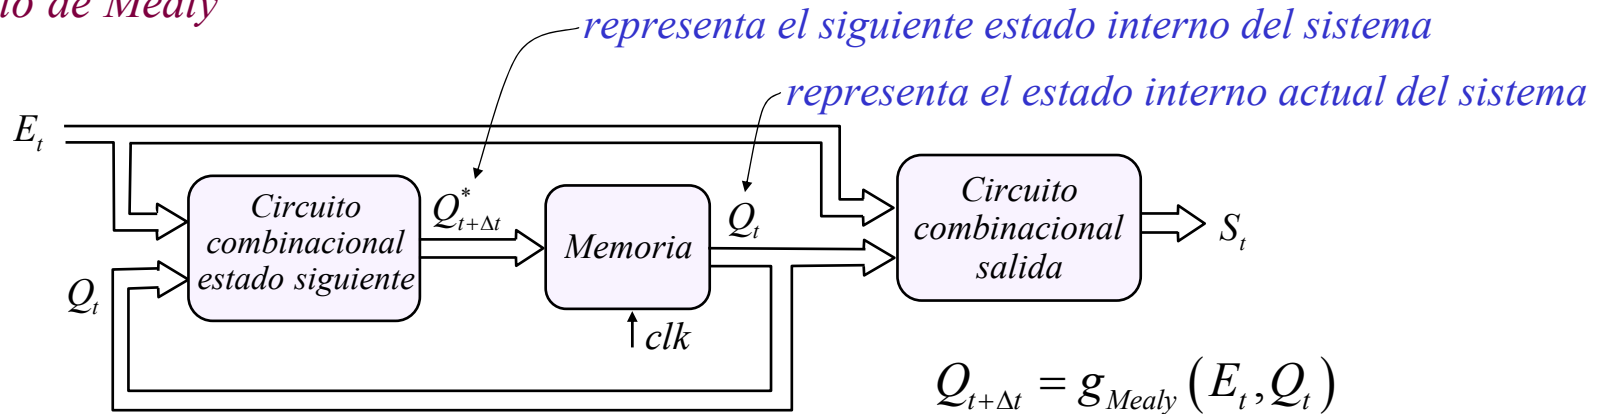 de Mealy
representa el siguiente estado interno del sistema
representa el estado interno actual del sistema
E_t
Circuito
combinacional
estado siguiente
Q^*_{t+Δt}
Memoria
Q_t
Circuito
combinacional
salida
S_t
Q_t
clk
Q_{t+Δt} = g_{Mealy}(E_t, Q_t)